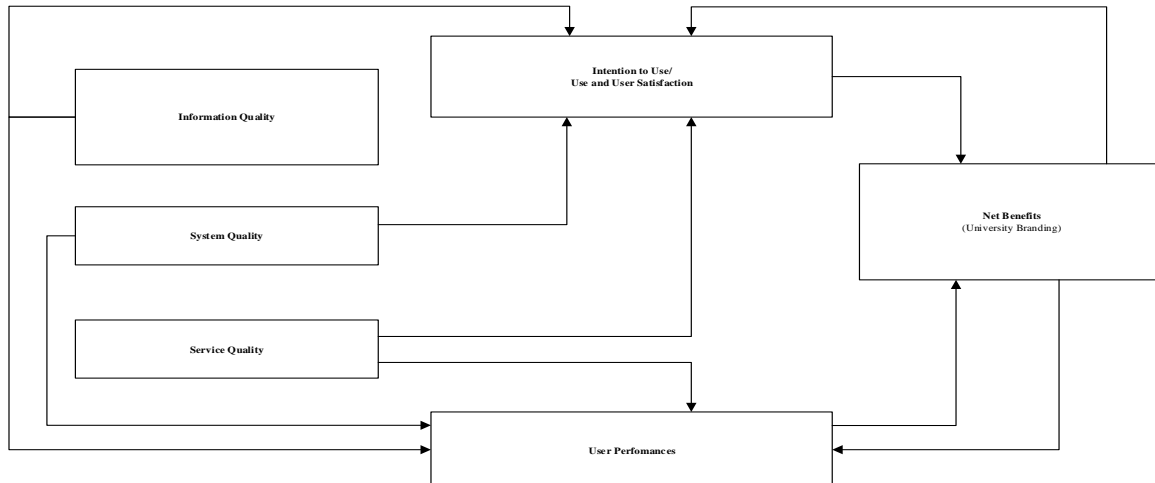 Intention to Use/
Use and User Satisfaction
Information Quality
Net Benefits
(University Branding)
System Quality
Service Quality
User Perfomances